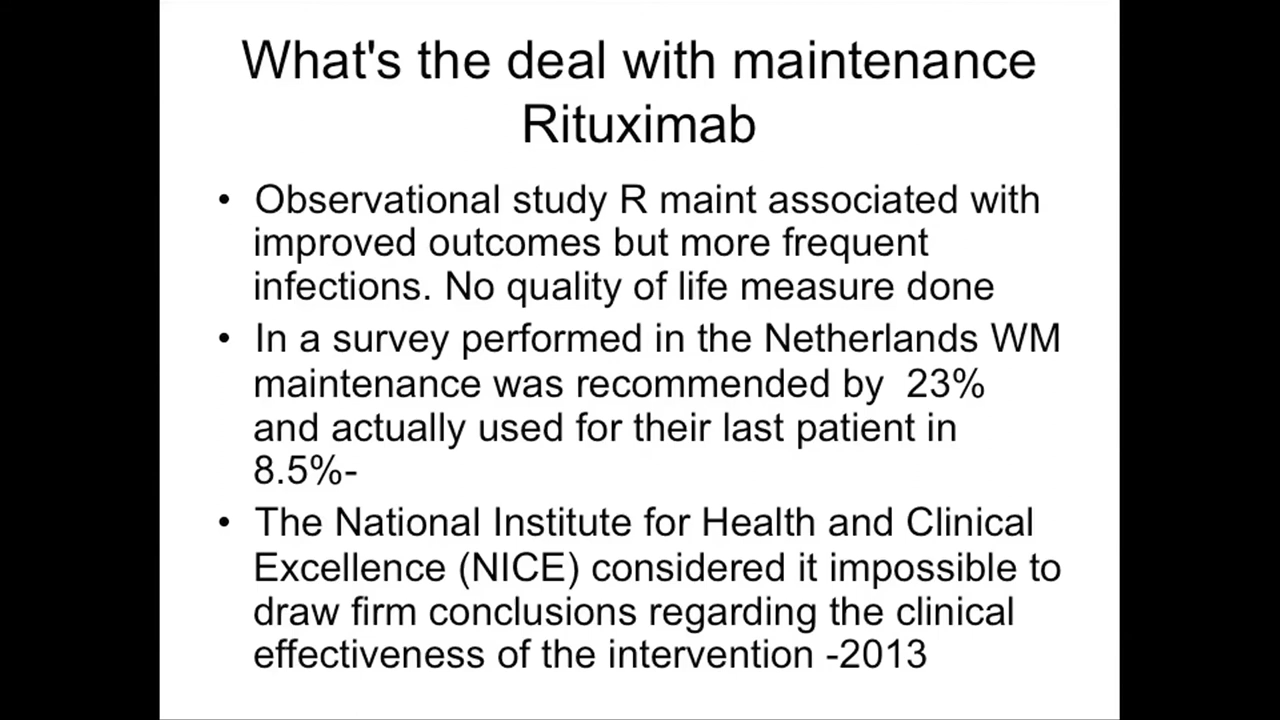 What's the deal with maintenance
Rituximab
• Observational study R maint associated with
improved outcomes but more frequent
infections. No quality of life measure done
• In a survey performed in the Netherlands WM
maintenance was recommended by  23%
and actually used for their last patient in
8.5%-
• The National Institute for Health and Clinical
Excellence (NICE) considered it impossible to
draw firm conclusions regarding the clinical
effectiveness of the intervention -2013